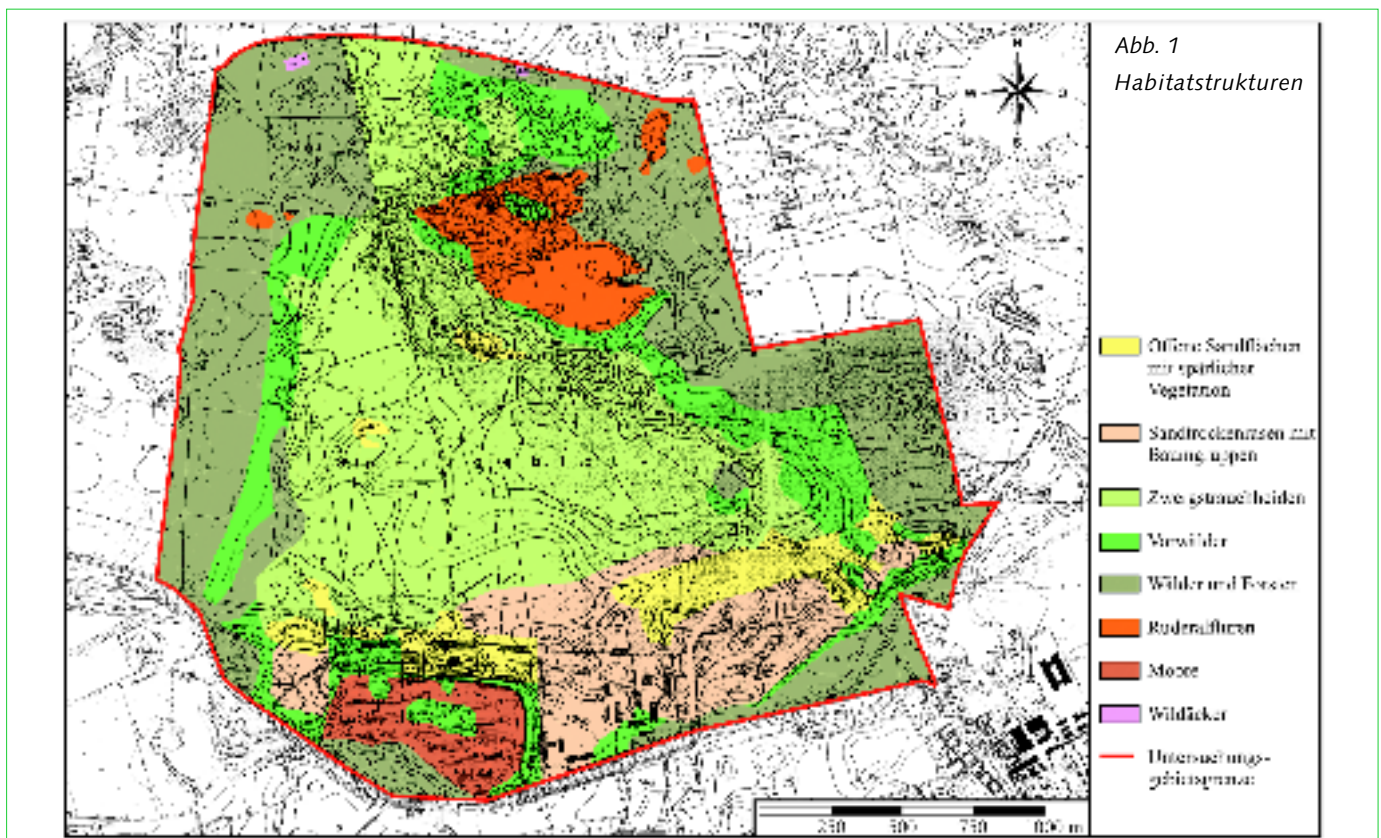 Abb. 1
Habitatstrukturen
N
W
O
S
Offene Sandflächen
mit spärlicher
Vegetation
Sandtrockenrasen mit
Zwergstrauchheiden
Vorwälder
Wälder und Forsten
Ruderalfluren
Moore
Wildäcker
Untersuchungs-
gebietsgrenze
250 500 750